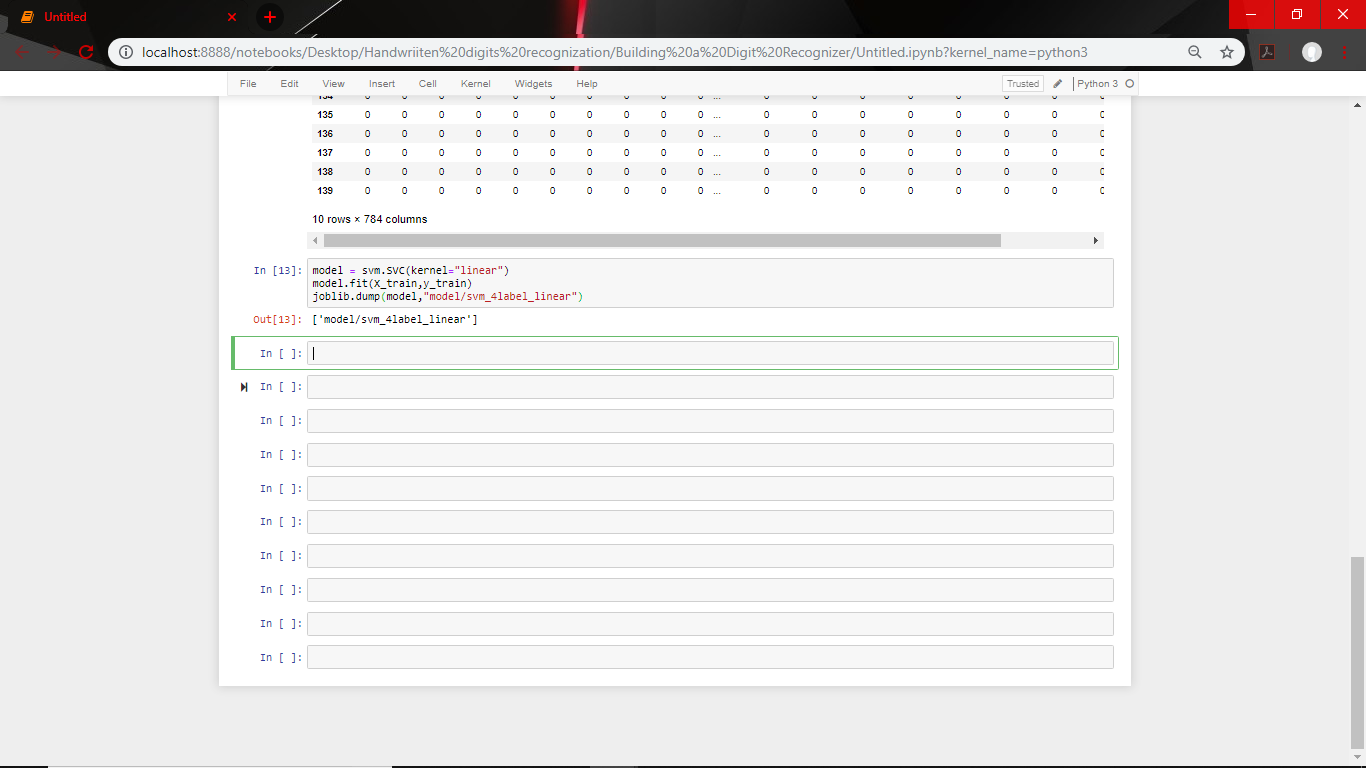 Untitled
localhost:8888/notebooks/Desktop/Handwriiten%20digits%20recognization/Building%20a%20Digit%20Recognizer/Untitled.ipynb?kernel_name=python3
File Edit View Insert Cell Kernel Widgets Help Trusted Python 3
134 0 0 0 0 0 0 0 0 0 0 ... 0 0 0 0 0 0 0 0
135 0 0 0 0 0 0 0 0 0 0 ... 0 0 0 0 0 0 0 0
136 0 0 0 0 0 0 0 0 0 0 ... 0 0 0 0 0 0 0 0
137 0 0 0 0 0 0 0 0 0 0 ... 0 0 0 0 0 0 0 0
138 0 0 0 0 0 0 0 0 0 0 ... 0 0 0 0 0 0 0 0
139 0 0 0 0 0 0 0 0 0 0 ... 0 0 0 0 0 0 0 0
10 rows × 784 columns
In [13]: model = svm.SVC(kernel="linear")
model.fit(X_train,y_train)
joblib.dump(model,"model/svm_4label_linear")
Out[13]: ['model/svm_4label_linear']
In [ ]:
In [ ]:
In [ ]:
In [ ]:
In [ ]:
In [ ]:
In [ ]:
In [ ]:
In [ ]:
In [ ]: